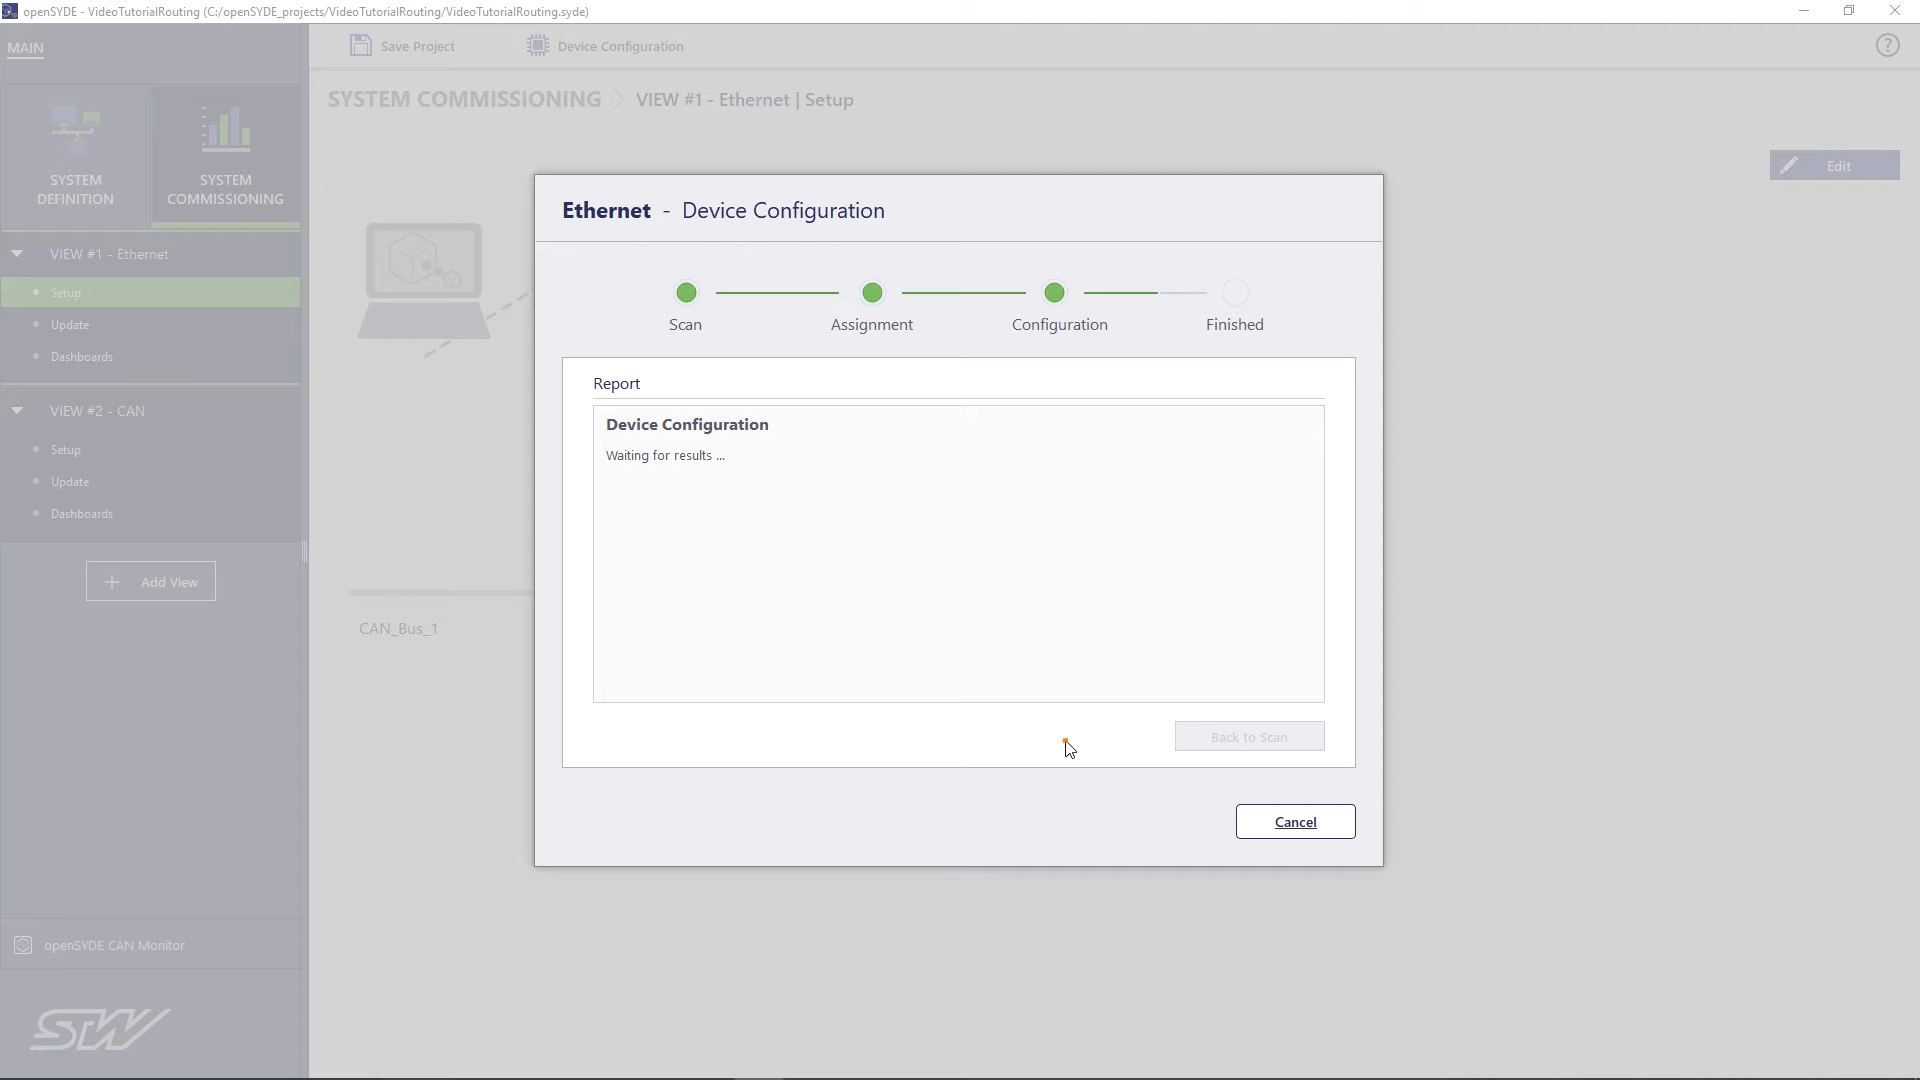 openSYDE - VideoTutorialRouting (C:/openSYDE_projects/VideoTutorialRouting/VideoTutorialRouting.syde)
MAIN
Save Project
Device Configuration
?
SYSTEM COMMISSIONING
VIEW #1 - Ethernet | Setup
SYSTEM DEFINITION
SYSTEM COMMISSIONING
Edit
VIEW #1 - Ethernet
Setup
Update
Dashboards
VIEW #2 - CAN
Setup
Update
Dashboards
Add View
CAN_Bus_1
openSYDE CAN Monitor
STW
Ethernet - Device Configuration
Scan
Assignment
Configuration
Finished
Report
Device Configuration
Waiting for results ...
Back to Scan
Cancel